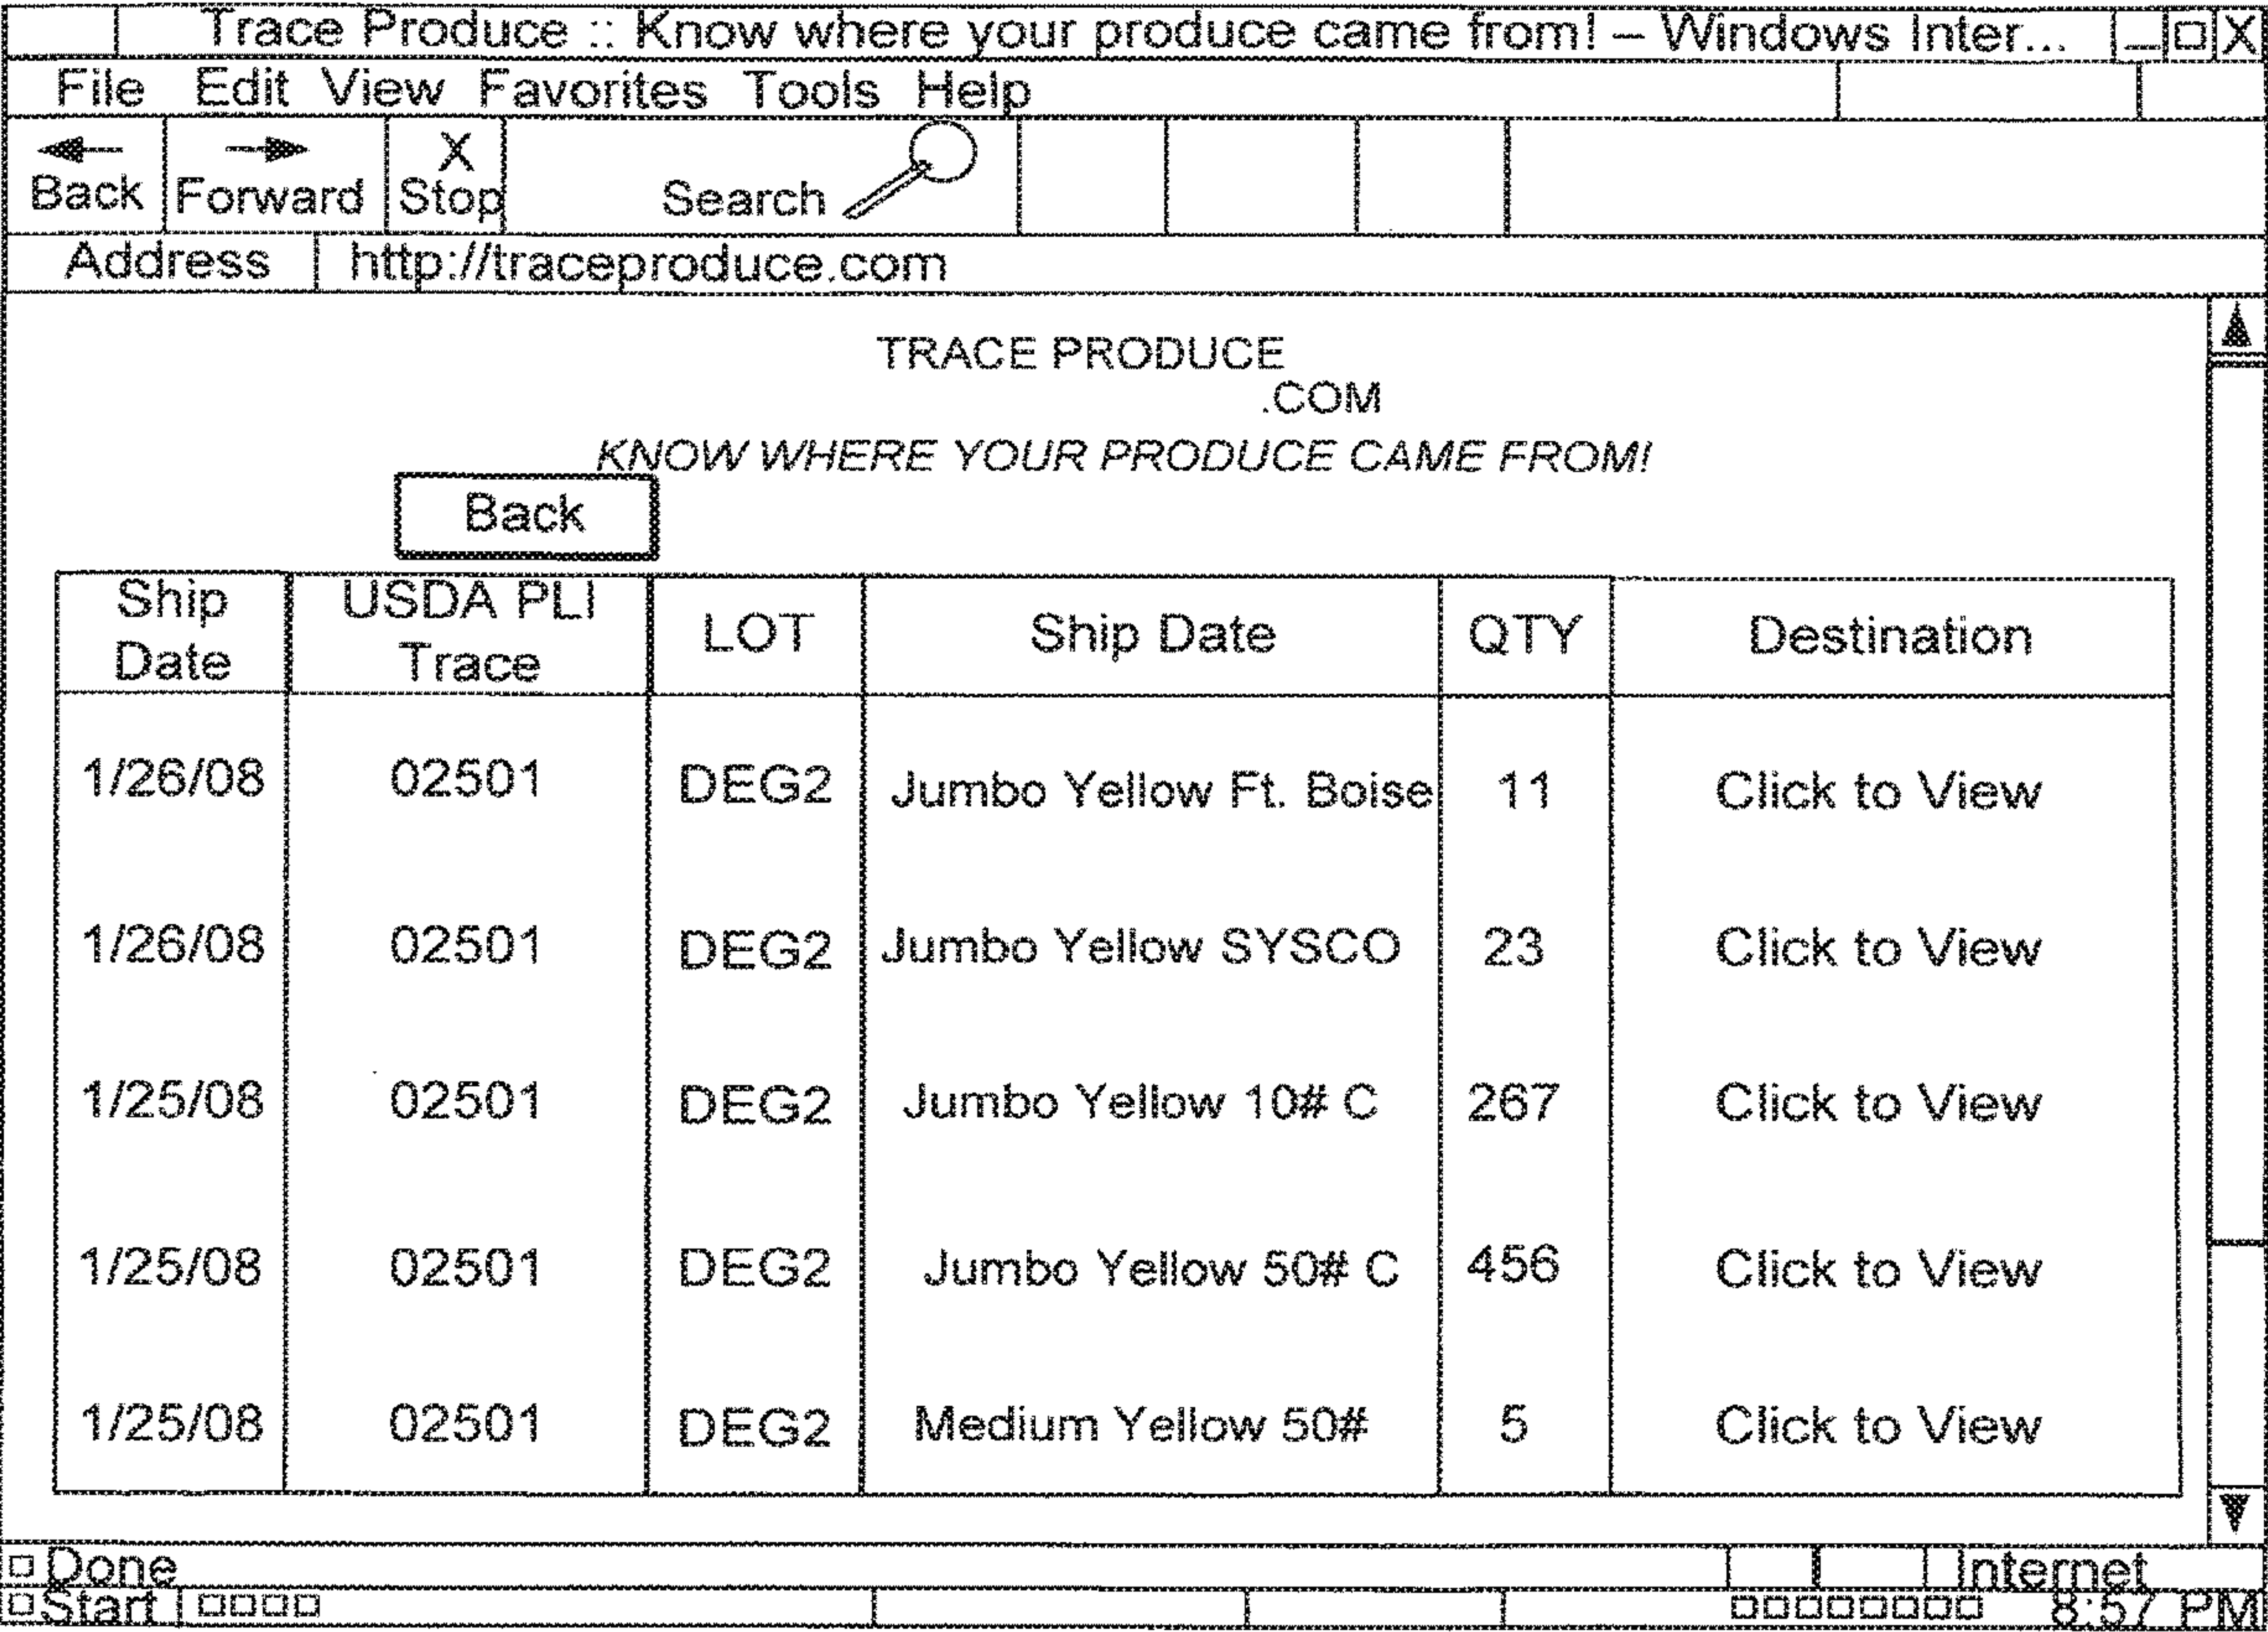 Trace Produce :: Know where your produce came from! – Windows Inter...
File Edit View Favorites Tools Help
X
Back Forward Stop Search
Address http://traceproduce.com
TRACE PRODUCE
.COM
KNOW WHERE YOUR PRODUCE CAME FROM!
Back
Ship Date USDA PLI Trace LOT Ship Date QTY Destination
1/26/08 02501 DEG2 Jumbo Yellow Ft. Boise 11 Click to View
1/26/08 02501 DEG2 Jumbo Yellow SYSCO 23 Click to View
1/25/08 02501 DEG2 Jumbo Yellow 10# C 267 Click to View
1/25/08 02501 DEG2 Jumbo Yellow 50# C 456 Click to View
1/25/08 02501 DEG2 Medium Yellow 50# 5 Click to View
Done Internet
Start 8:57 PM